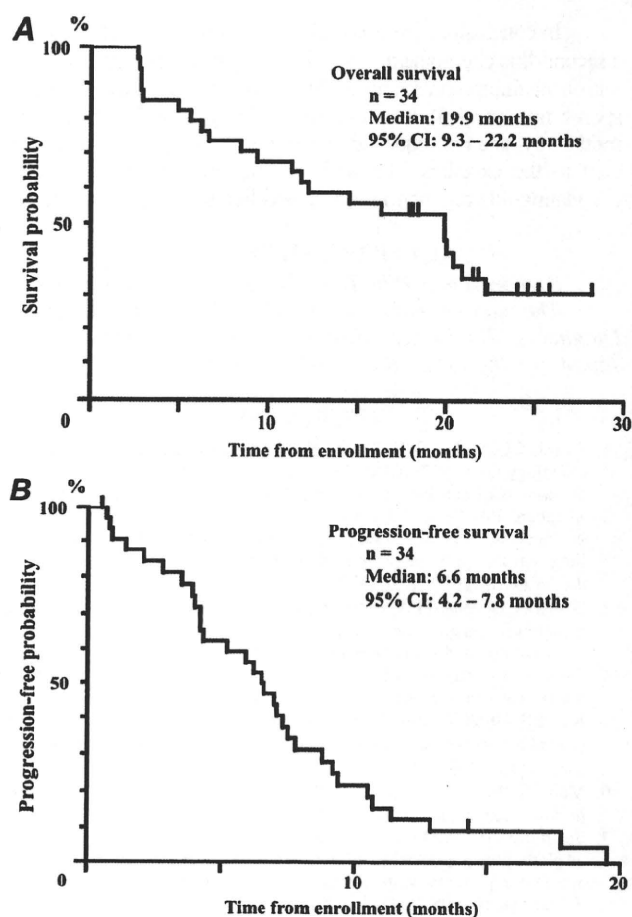 A
%
100
50
0
Survival probability
Overall survival
n = 34
Median: 19.9 months
95% CI: 9.3 – 22.2 months
10
20
30
Time from enrollment (months)
B
%
100
50
0
Progression-free probability
Progression-free survival
n = 34
Median: 6.6 months
95% CI: 4.2 – 7.8 months
10
20
Time from enrollment (months)